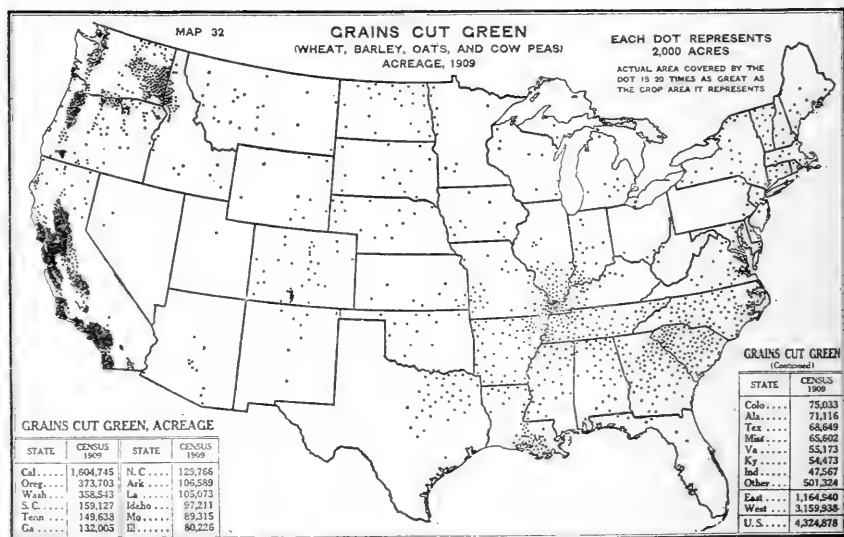 MAP 32
GRAINS CUT GREEN
(WHEAT, BARLEY, OATS, AND COW PEAS)
ACREAGE, 1909
EACH DOT REPRESENTS
2,000 ACRES
ACTUAL AREA COVERED BY THE
DOT IS 20 TIMES AS GREAT AS
THE CROP AREA IT REPRESENTS
GRAINS CUT GREEN, ACREAGE
STATE CENSUS 1909 STATE CENSUS 1909
Cal.... 1,604,745 N. C .... 129,766
Oreg.... 373,703 Ark .... 106,589
Wash... 358,543 La .... 105,073
S. C.... 159,127 Idaho.... 97,211
Tenn... 149,638 Mo.... 89,315
Ga .... 132,005 Ill...... 80,226
GRAINS CUT GREEN
(Continued)
STATE CENSUS 1909
Colo.... 75,033
Ala.... 71,116
Tex .... 68,649
Miss.... 65,602
Va .... 55,173
Ky .... 54,473
Ind .... 47,567
Other... 501,324
East.... 1,164,940
West... 3,159,938
U. S.... 4,324,878